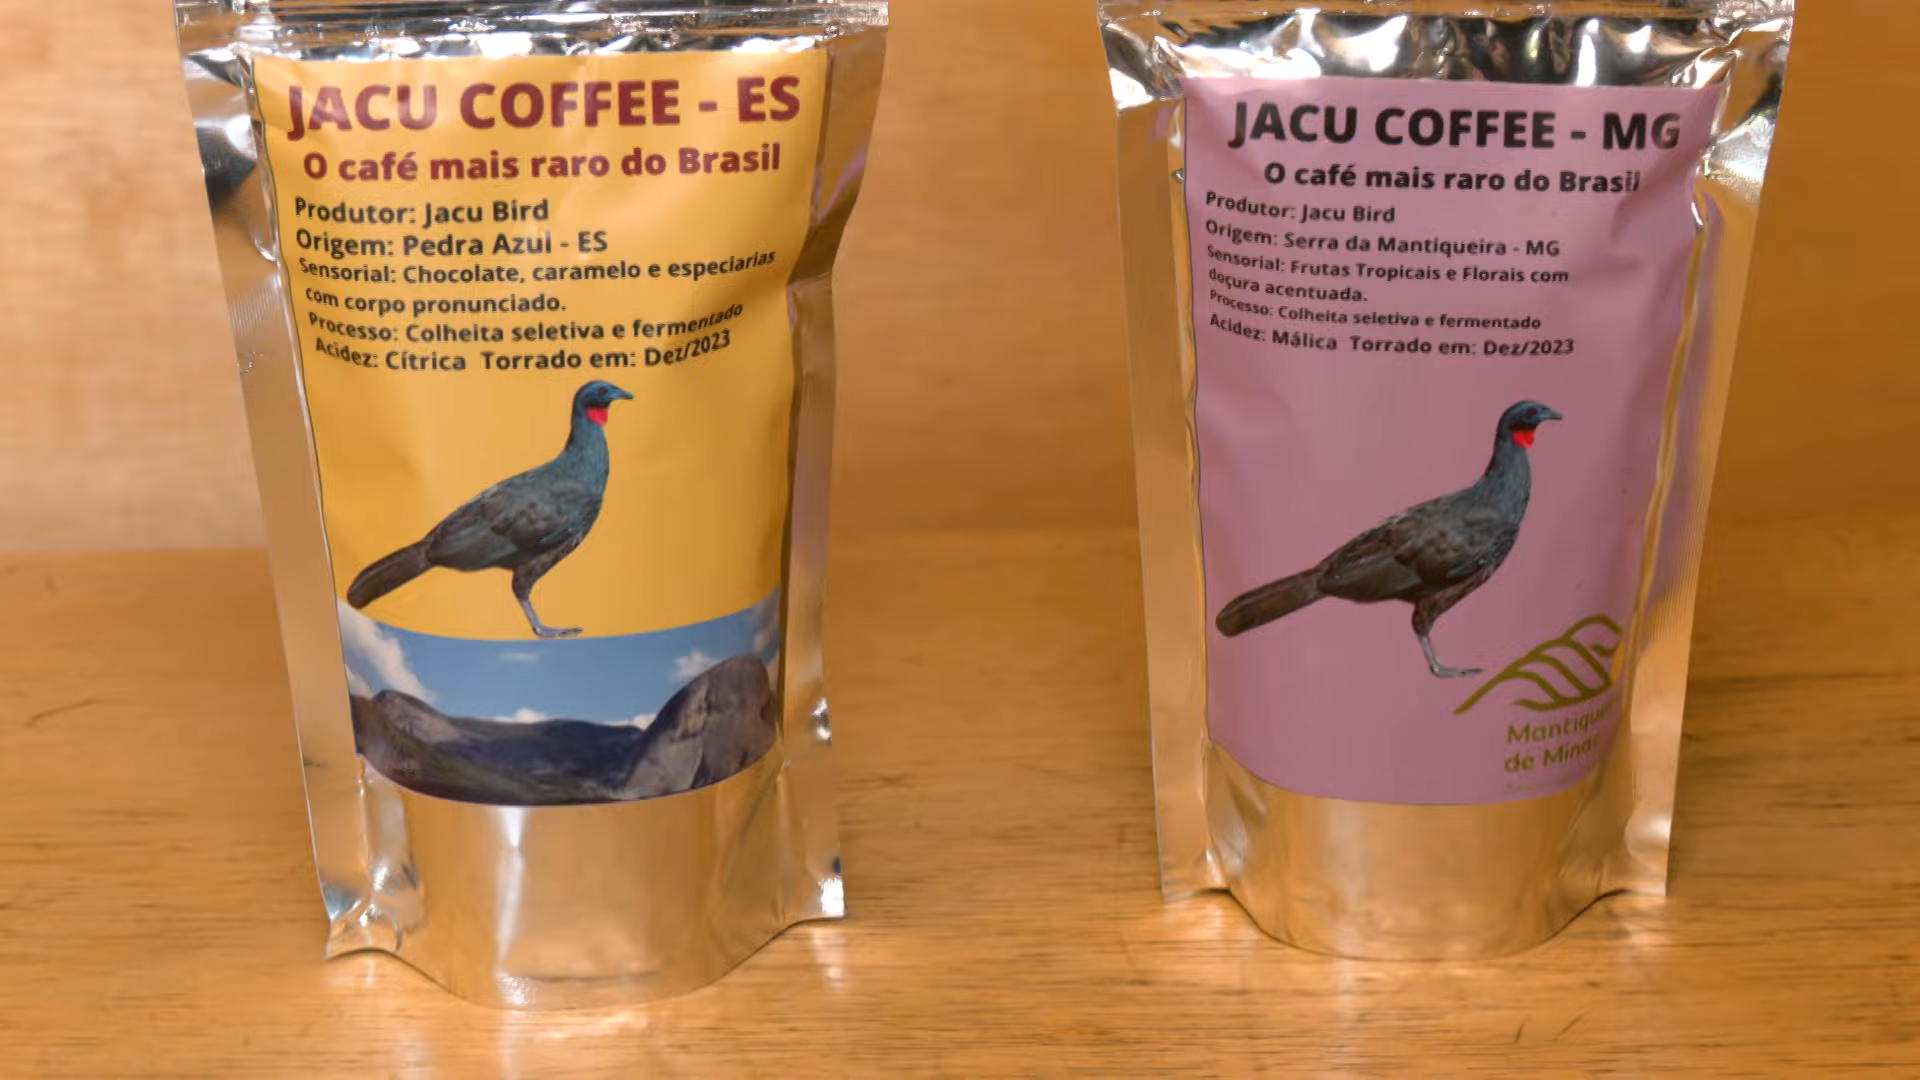 JACU COFFEE - ES
O café mais raro do Brasil
Produtor: Jacu Bird
Origem: Pedra Azul - ES
Sensorial: Chocolate, caramelo e especiarias
com corpo pronunciado.
Processo: Colheita seletiva e fermentado
Acidez: Cítrica Torrado em: Dez/2023
JACU COFFEE - MG
O café mais raro do Brasil
Produtor: Jacu Bird
Origem: Serra da Mantiqueira - MG
Sensorial: Frutas Tropicais e Florais com
doçura acentuada.
Processo: Colheita seletiva e fermentado
Acidez: Málica Torrado em: Dez/2023
de